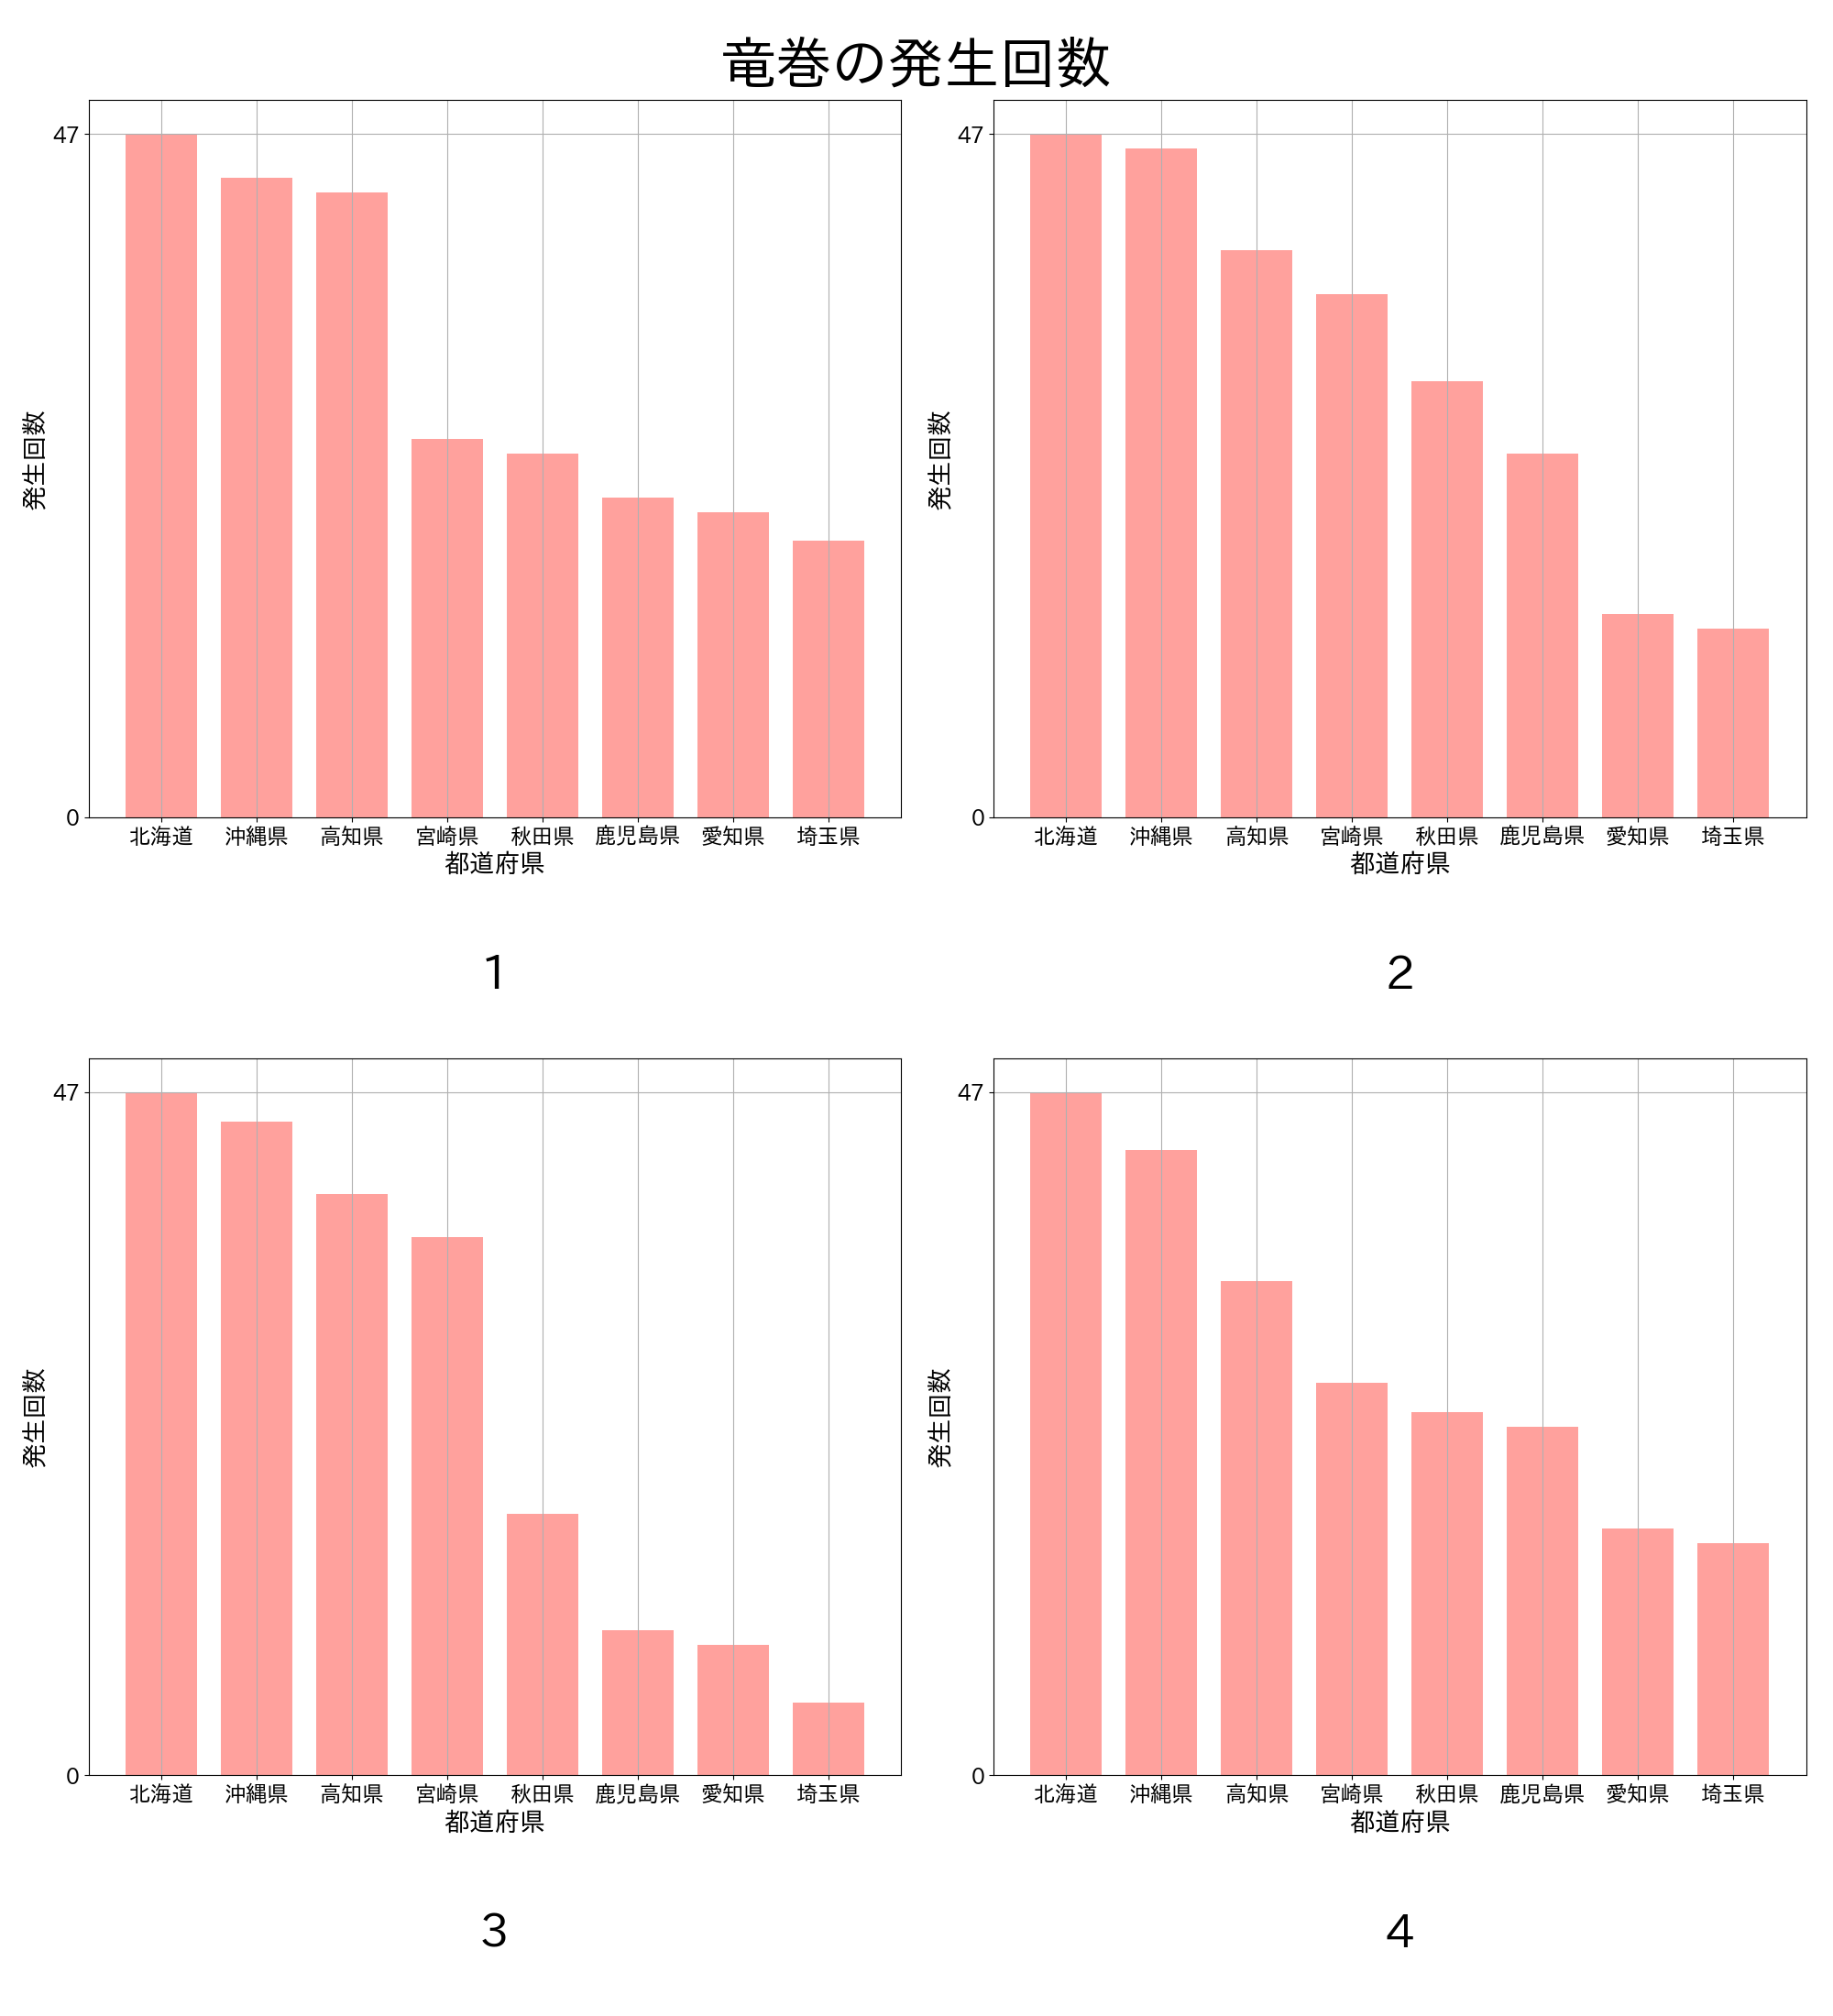 竜巻の発生回数
47
0
発生回数
北海道 沖縄県 高知県 宮崎県 秋田県 鹿児島県 愛知県 埼玉県
都道府県
1
47
0
発生回数
北海道 沖縄県 高知県 宮崎県 秋田県 鹿児島県 愛知県 埼玉県
都道府県
2
47
0
発生回数
北海道 沖縄県 高知県 宮崎県 秋田県 鹿児島県 愛知県 埼玉県
都道府県
3
47
0
発生回数
北海道 沖縄県 高知県 宮崎県 秋田県 鹿児島県 愛知県 埼玉県
都道府県
4